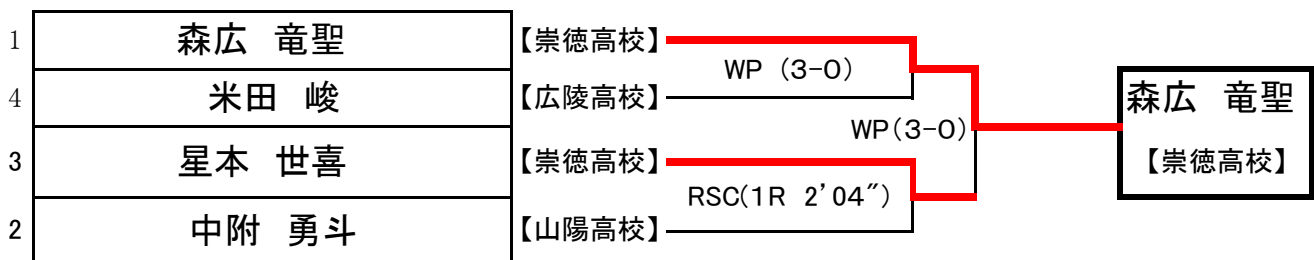 1 森広 竜聖 【崇徳高校】
WP (3-0)
4 米田 峻 【広陵高校】
森広 竜聖
WP(3-0)
3 星本 世喜 【崇徳高校】
【崇徳高校】
RSC(1R 2'04")
2 中附 勇斗 【山陽高校】